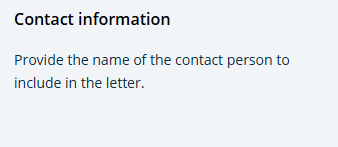 Contact information
Provide the name of the contact person to
include in the letter.